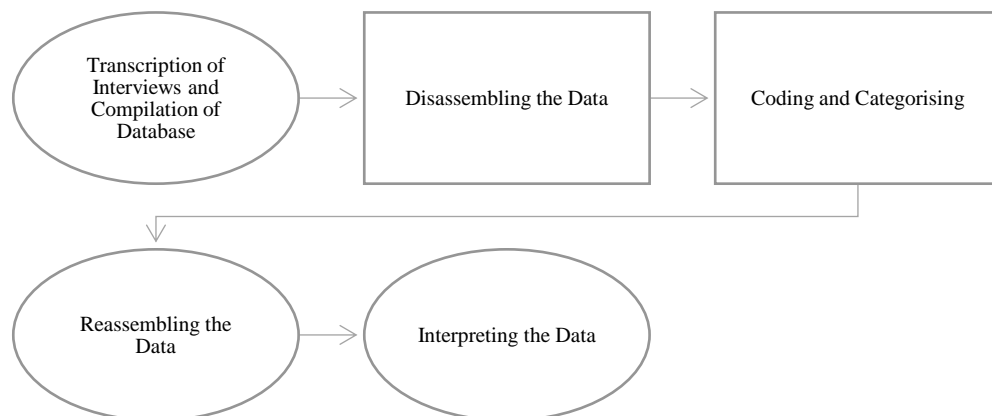 Transcription of
Interviews and
Compilation of
Database
Disassembling the Data
Coding and Categorising
Reassembling the
Data
Interpreting the Data